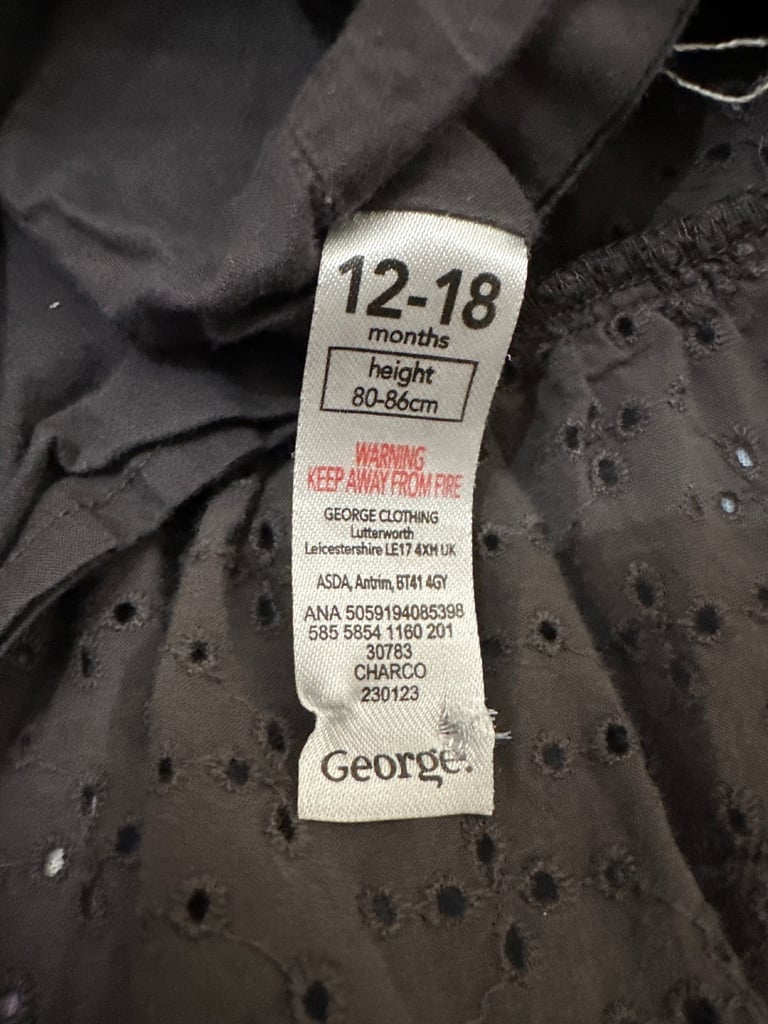 12-18
months
height
80-86cm
WARNING
KEEP AWAY FROM FIRE
GEORGE CLOTHING
Lutterworth
Leicestershire LE17 4XH UK
ASDA, Antrim, BT41 4GY
ANA 5059194085398
585 5854 1160 201
30783
CHARCO
230123
George.